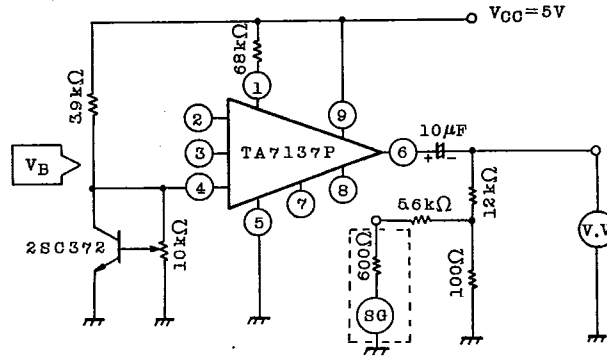 VCC=5V
3.9kΩ
68kΩ
1
2
9
10μF
VB
3
TA7137P
6
+ -
4
8
7
12kΩ
5.6kΩ
5
2SC372
10kΩ
600Ω
100Ω
V.V
SG